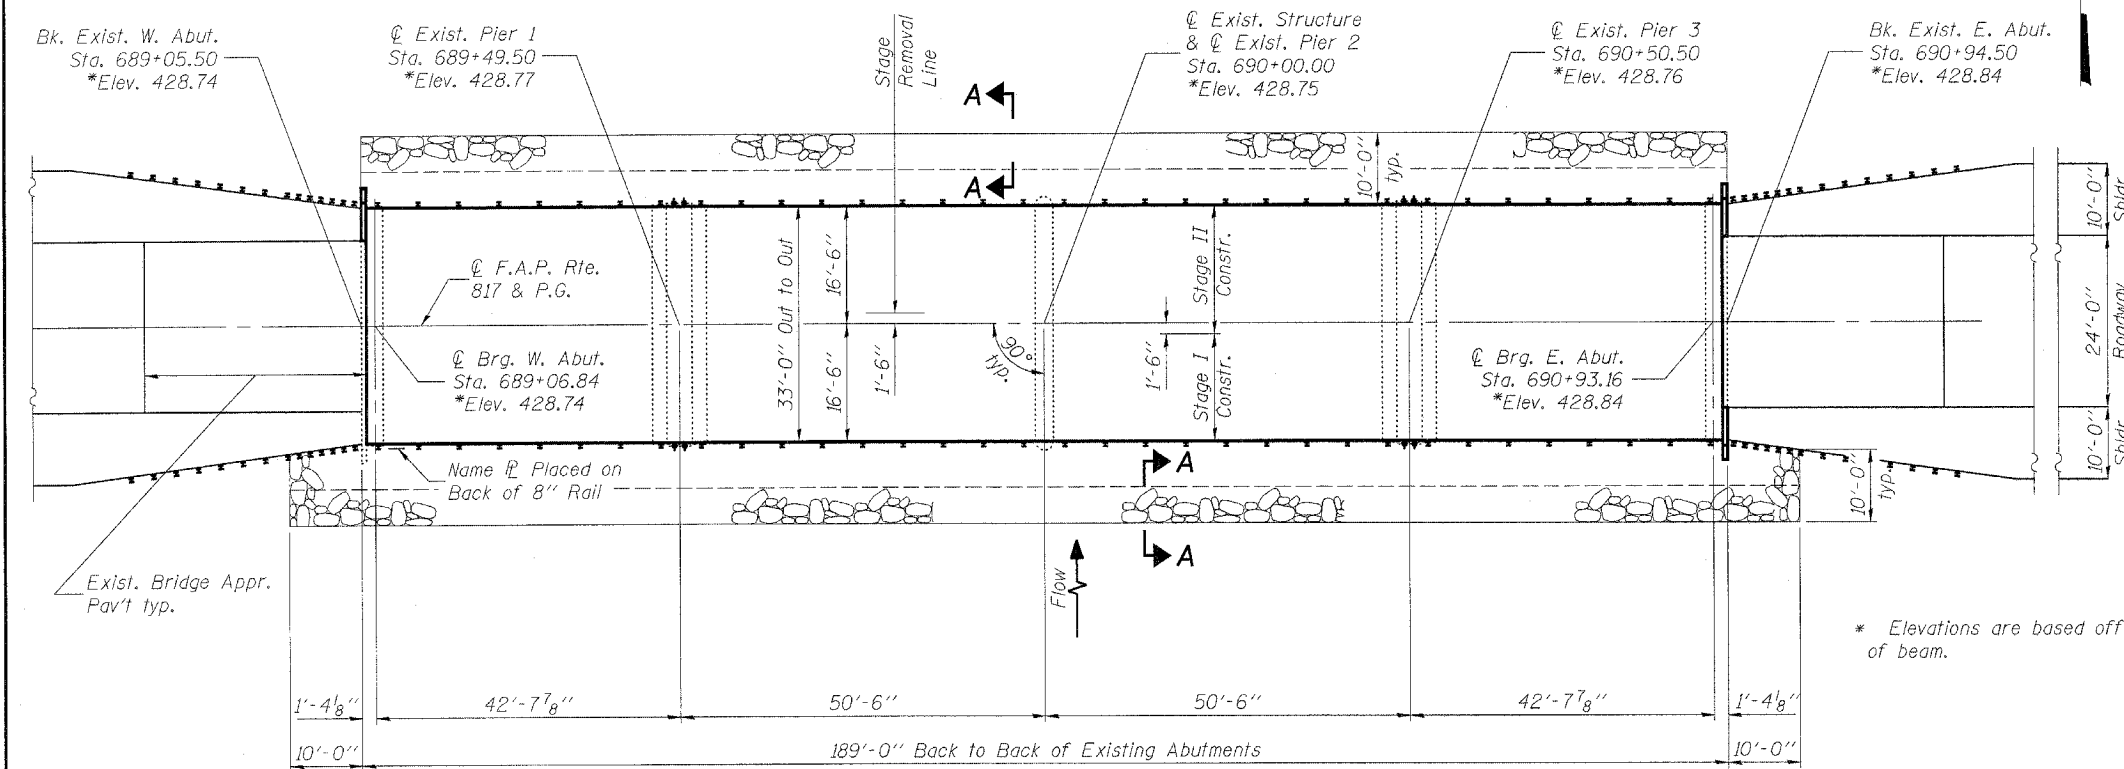 Bk. Exist. W. Abut.
Sta. 689+05.50
*Elev. 428.74
℄ Exist. Pier 1
Sta. 689+49.50
*Elev. 428.77
Stage
Removal
Line
℄ Exist. Structure
& ℄ Exist. Pier 2
Sta. 690+00.00
*Elev. 428.75
℄ Exist. Pier 3
Sta. 690+50.50
*Elev. 428.76
Bk. Exist. E. Abut.
Sta. 690+94.50
*Elev. 428.84
A
A
10'-0"
typ.
10'-0"
Shldr.
℄ F.A.P. Rte.
817 & P.G.
33'-0" Out to Out
16'-6"
16'-6"
1'-6"
90°
typ.
1'-6"
Stage II
Constr.
Stage I
Constr.
24'-0"
Roadway
℄ Brg. W. Abut.
Sta. 689+06.84
*Elev. 428.74
℄ Brg. E. Abut.
Sta. 690+93.16
*Elev. 428.84
10'-0"
Shldr.
Name ⅊ Placed on
Back of 8" Rail
A
A
10'-0"
typ.
Flow
Exist. Bridge Appr.
Pav't typ.
* Elevations are based off
of beam.
1'-4⅛"
42'-7⅞"
50'-6"
50'-6"
42'-7⅞"
1'-4⅛"
10'-0"
189'-0" Back to Back of Existing Abutments
10'-0"